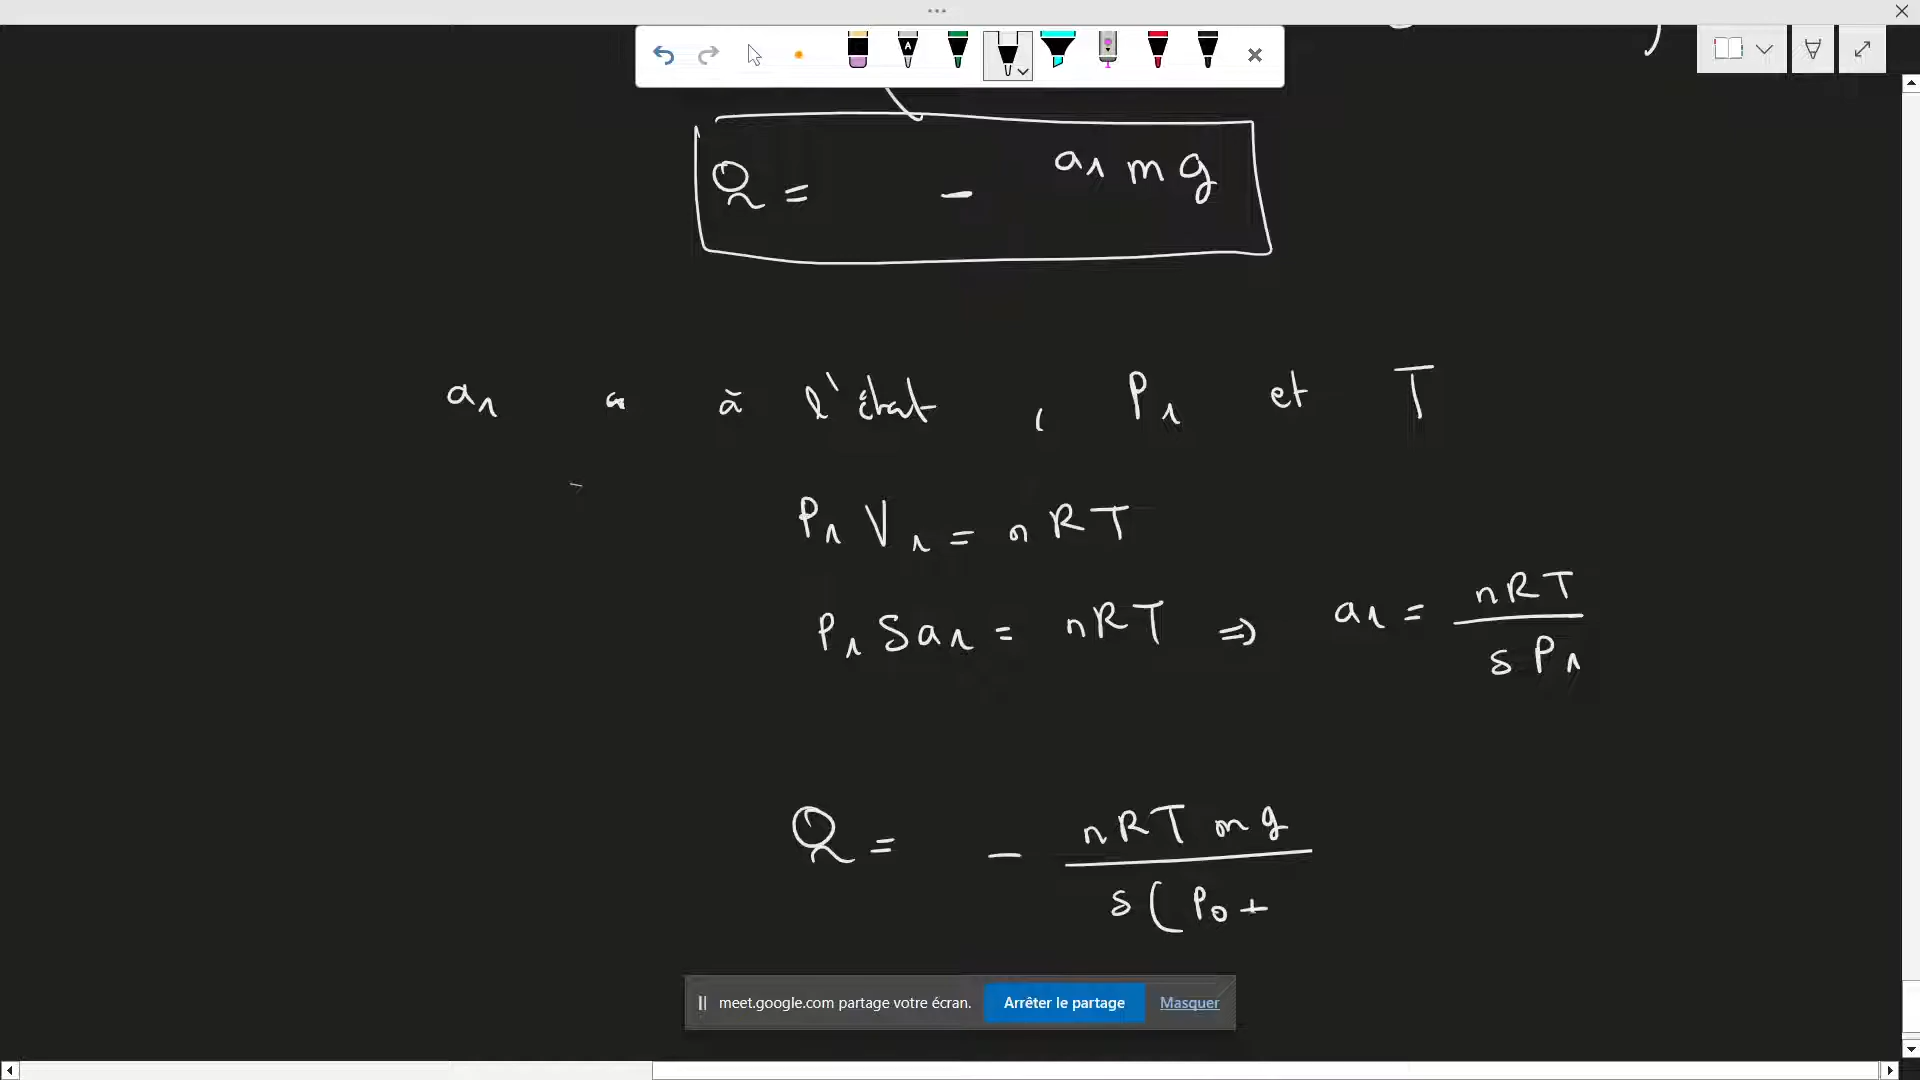 Q = - a₁ m g
a₁ à l'état , P₁ et T
P₁ V₁ = n R T
P₁ S a₁ = nRT ⇒ a₁ = nRT / S P₁
Q = - nRT mg / S ( P₀ +
meet.google.com partage votre écran. Arrêter le partage Masquer